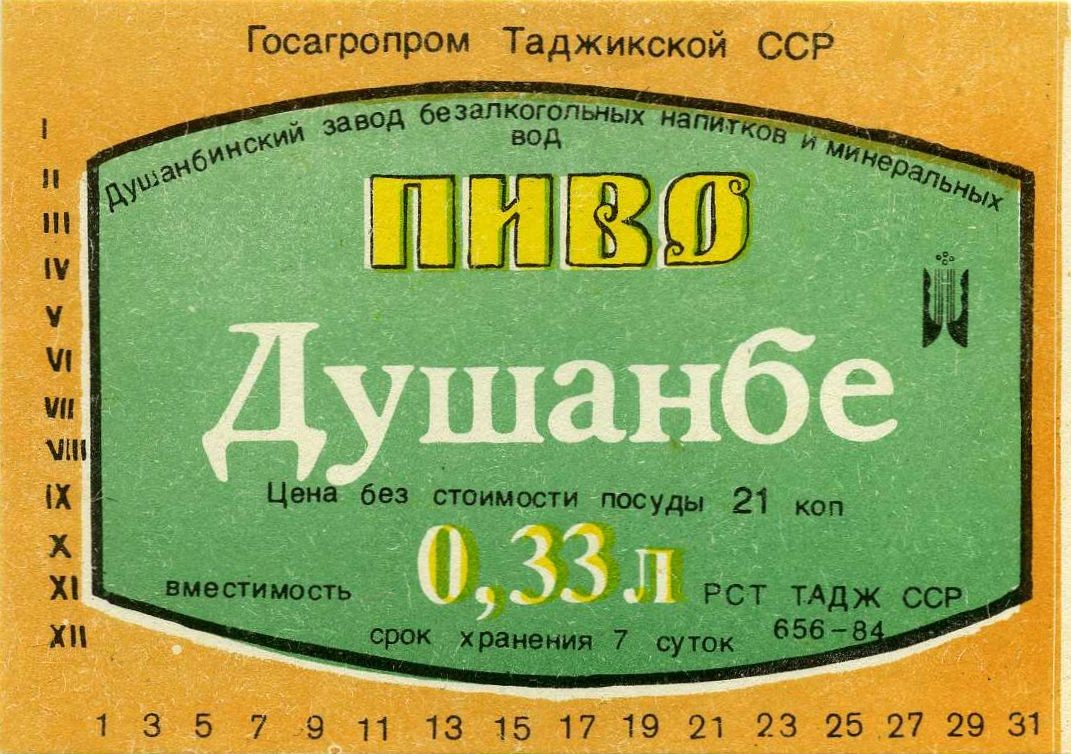 Госагропром Таджикской ССР
Душанбинский завод безалкогольных напитков и минеральных
вод
ПИВО
Душанбе
Цена без стоимости посуды 21 коп
вместимость 0,33 л РСТ ТАДЖ ССР
656-84
срок хранения 7 суток
I
II
III
IV
V
VI
VII
VIII
IX
X
XI
XII
1 3 5 7 9 11 13 15 17 19 21 23 25 27 29 31